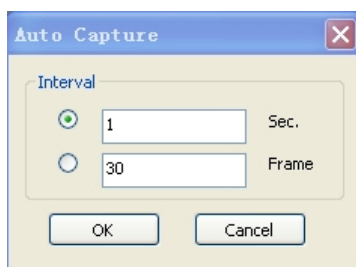 Auto Capture
Interval
1 Sec.
30 Frame
OK Cancel